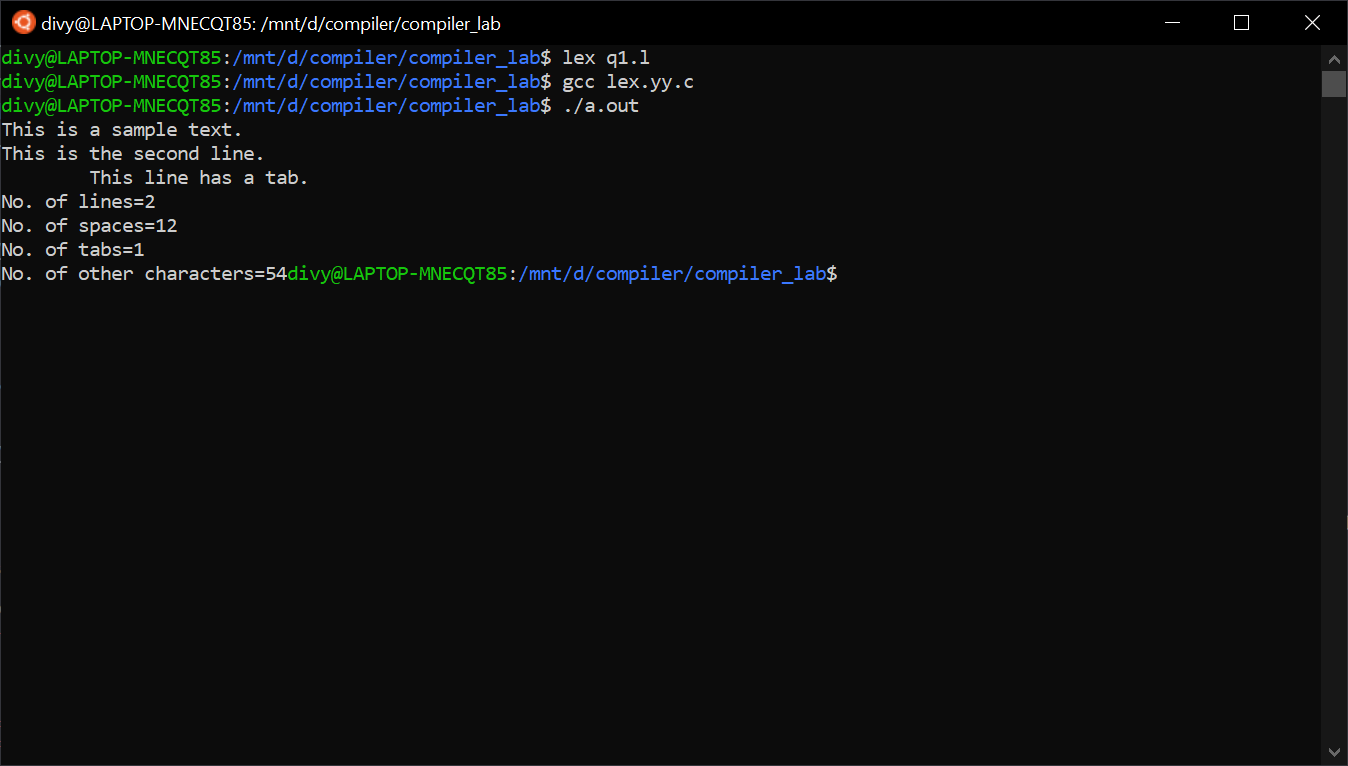 divy@LAPTOP-MNECQT85: /mnt/d/compiler/compiler_lab
divy@LAPTOP-MNECQT85:/mnt/d/compiler/compiler_lab$ lex q1.l
divy@LAPTOP-MNECQT85:/mnt/d/compiler/compiler_lab$ gcc lex.yy.c
divy@LAPTOP-MNECQT85:/mnt/d/compiler/compiler_lab$ ./a.out
This is a sample text.
This is the second line.
        This line has a tab.
No. of lines=2
No. of spaces=12
No. of tabs=1
No. of other characters=54divy@LAPTOP-MNECQT85:/mnt/d/compiler/compiler_lab$